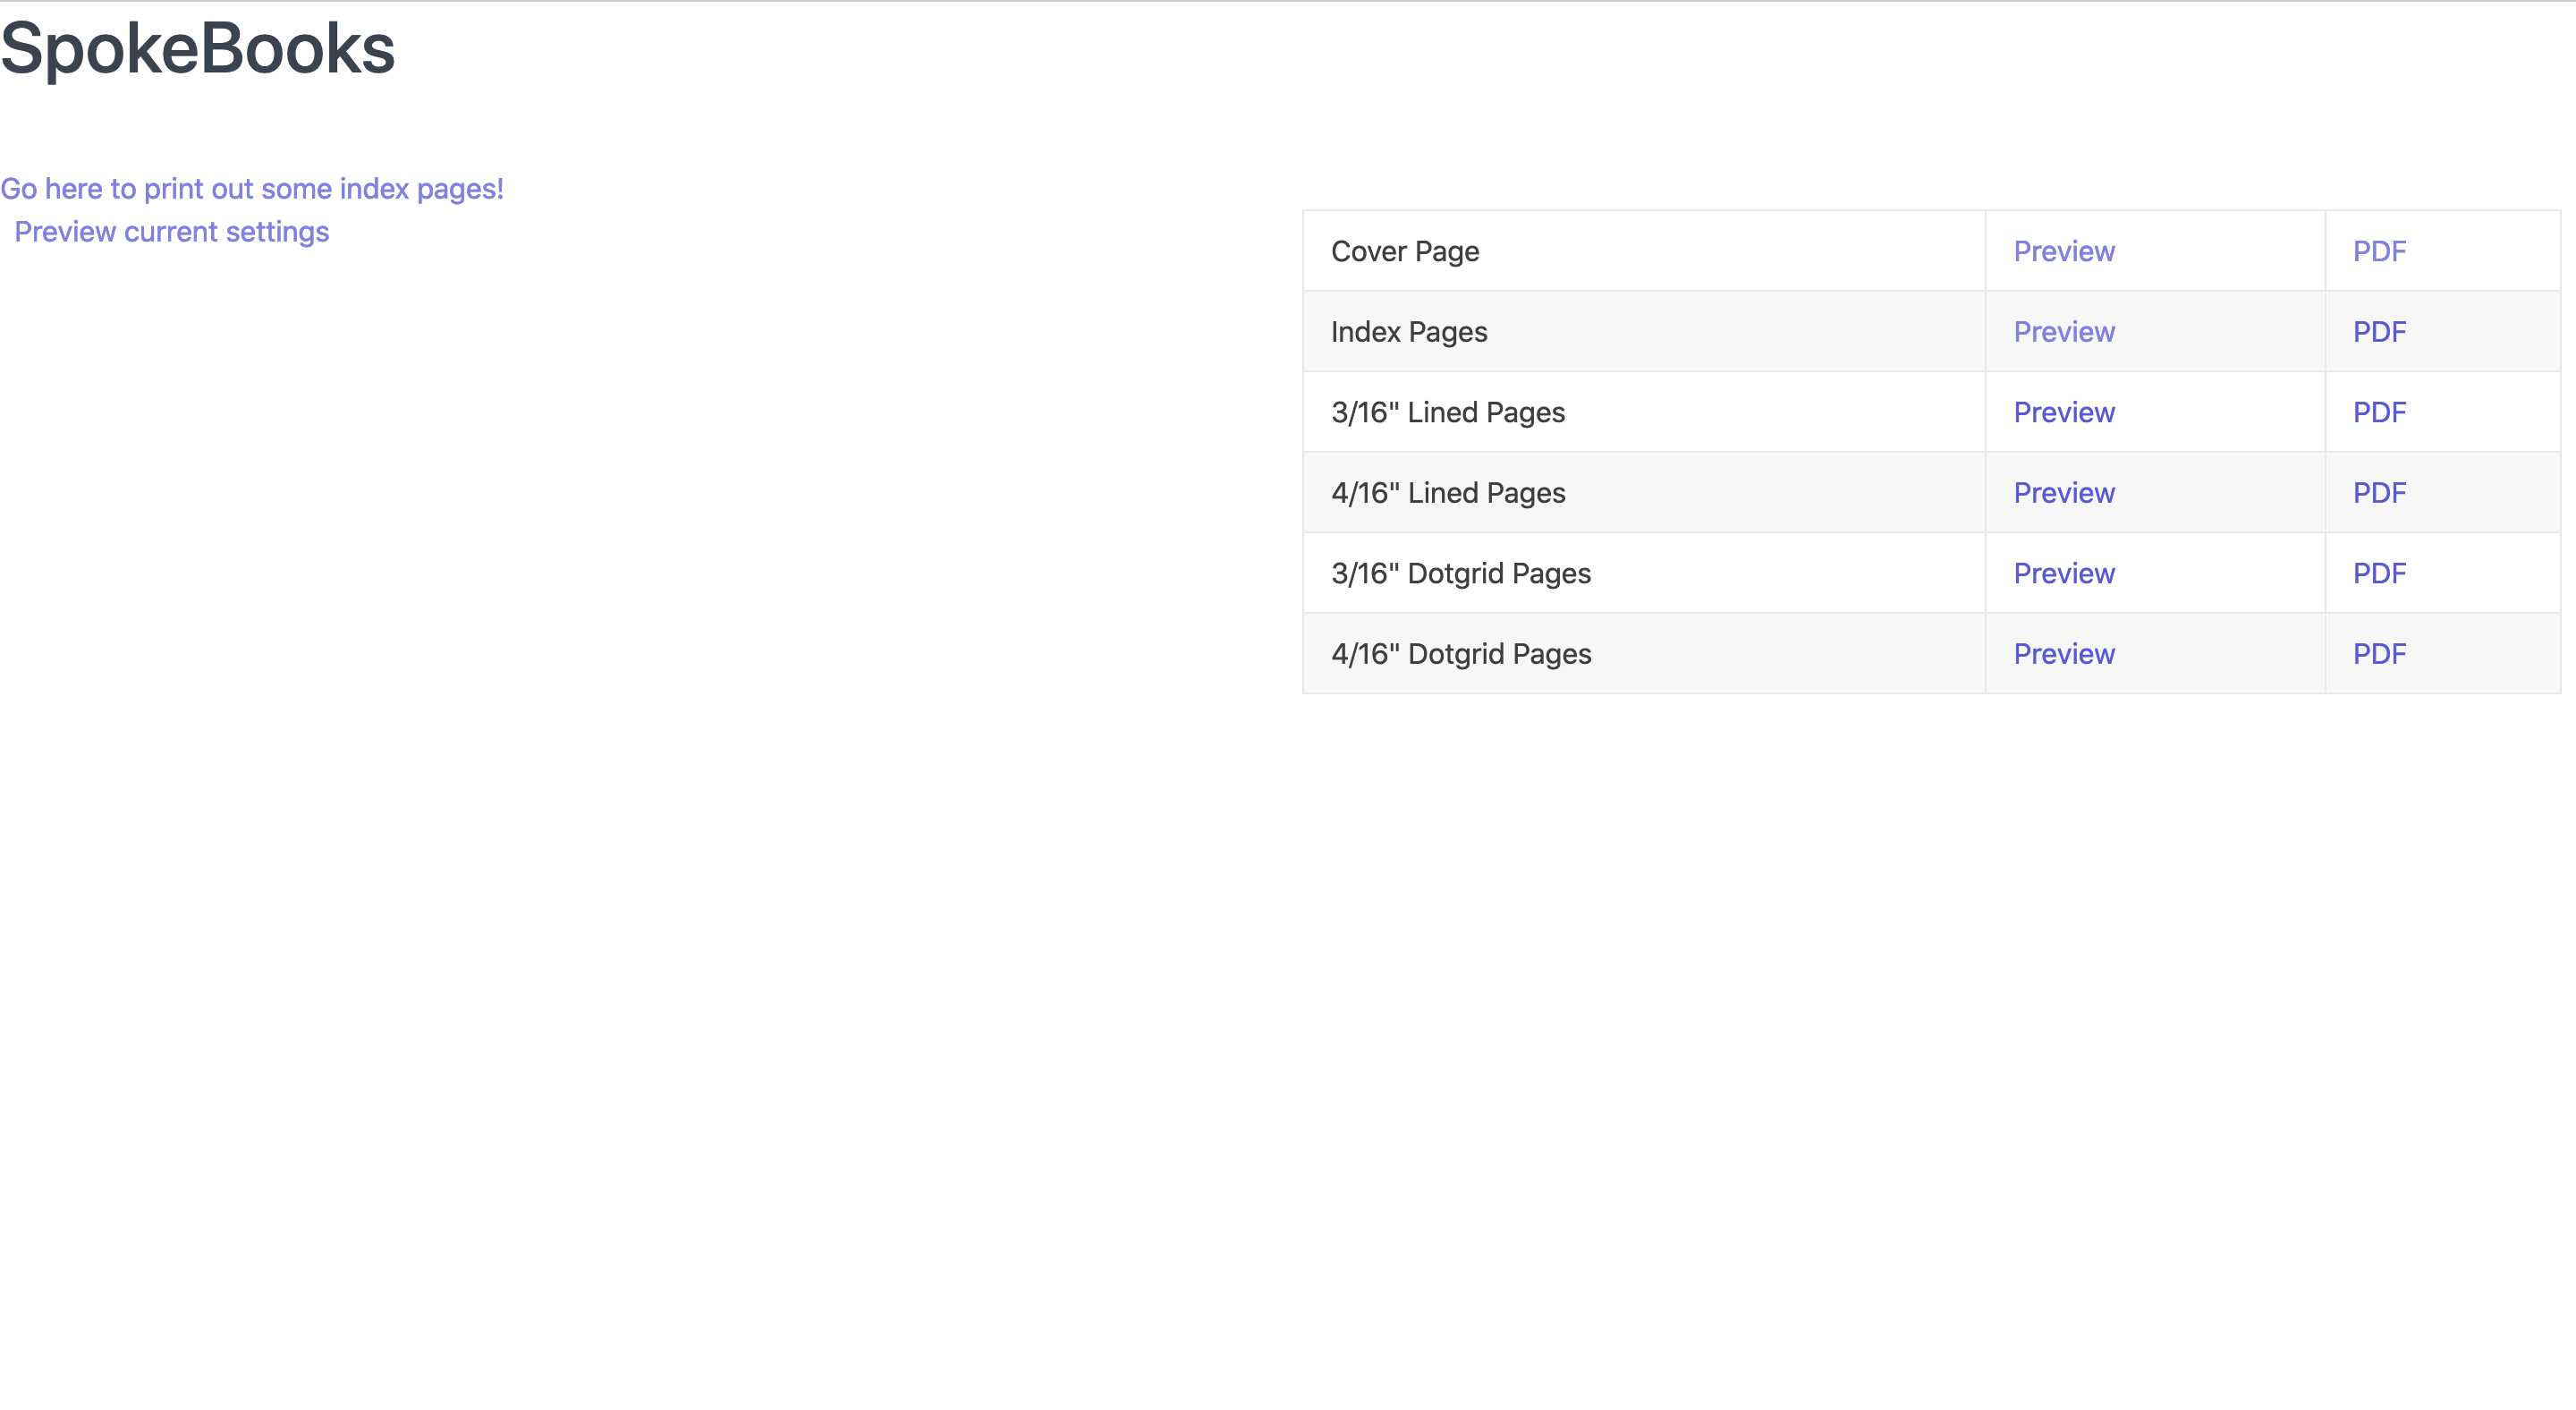 SpokeBooks
Go here to print out some index pages!
Preview current settings
Cover Page Preview PDF
Index Pages Preview PDF
3/16" Lined Pages Preview PDF
4/16" Lined Pages Preview PDF
3/16" Dotgrid Pages Preview PDF
4/16" Dotgrid Pages Preview PDF